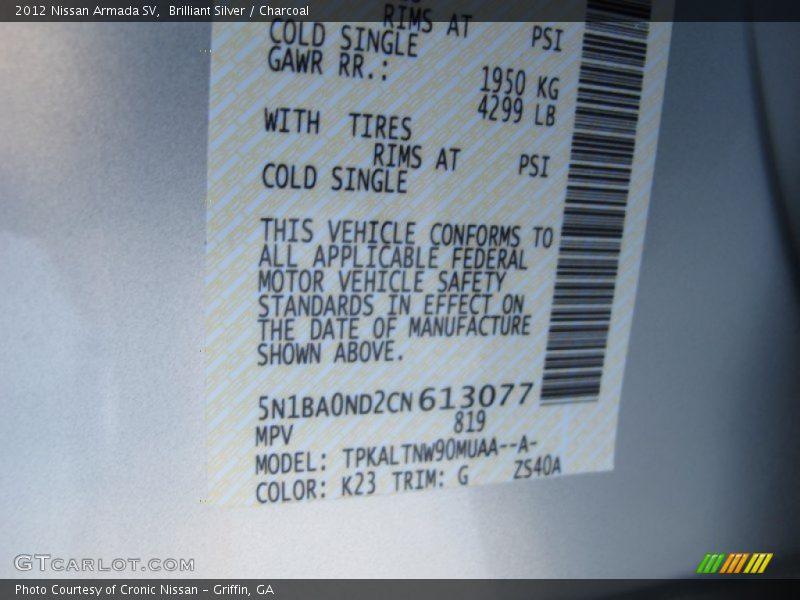 2012 Nissan Armada SV, Brilliant Silver / Charcoal
RIMS AT PSI
COLD SINGLE
GAWR RR.: 1950 KG
4299 LB
WITH TIRES
RIMS AT PSI
COLD SINGLE
THIS VEHICLE CONFORMS TO
ALL APPLICABLE FEDERAL
MOTOR VEHICLE SAFETY
STANDARDS IN EFFECT ON
THE DATE OF MANUFACTURE
SHOWN ABOVE.
5N1BA0ND2CN613077
MPV 819
MODEL: TPKALTNW90MUAA--A-
COLOR: K23 TRIM: G ZS40A
GTCARLOT.COM
Photo Courtesy of Cronic Nissan – Griffin, GA